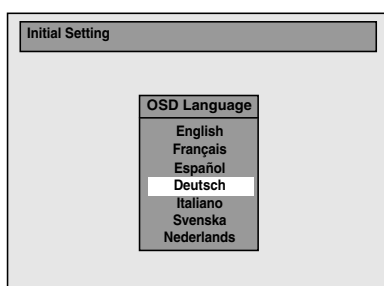 Initial Setting
OSD Language
English
Français
Español
Deutsch
Italiano
Svenska
Nederlands